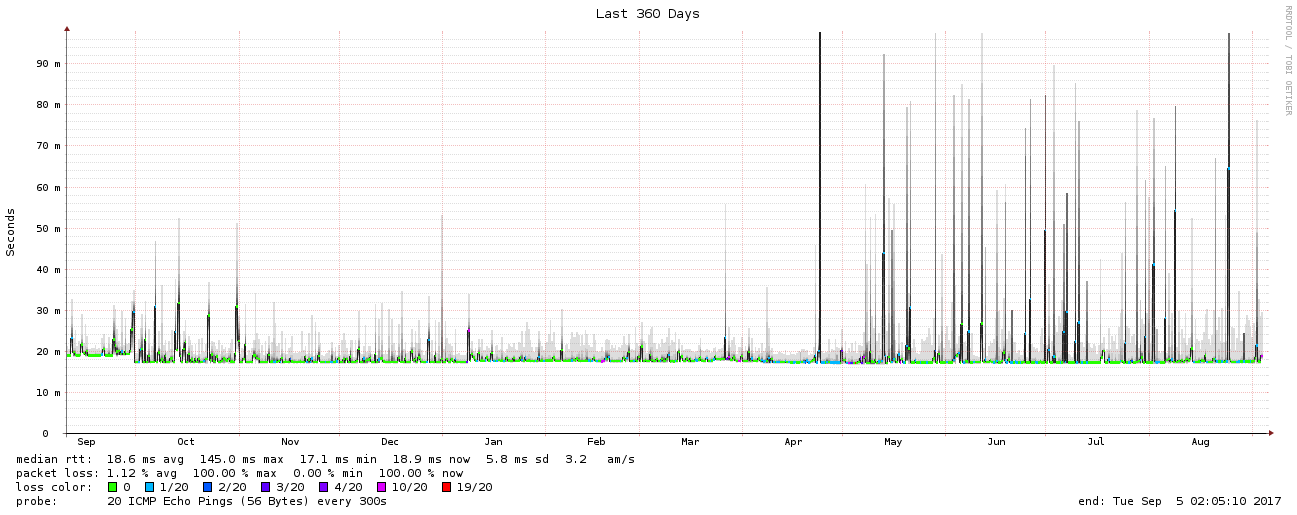 Last 360 Days
RRDTOOL / TOBI OETIKER
90 m
80 m
70 m
60 m
50 m
40 m
30 m
20 m
10 m
0
Seconds
Sep Oct Nov Dec Jan Feb Mar Apr May Jun Jul Aug
median rtt: 18.6 ms avg 145.0 ms max 17.1 ms min 18.9 ms now 5.8 ms sd 3.2 am/s
packet loss: 1.12 % avg 100.00 % max 0.00 % min 100.00 % now
loss color: 0 1/20 2/20 3/20 4/20 10/20 19/20
probe: 20 ICMP Echo Pings (56 Bytes) every 300s end: Tue Sep 5 02:05:10 2017